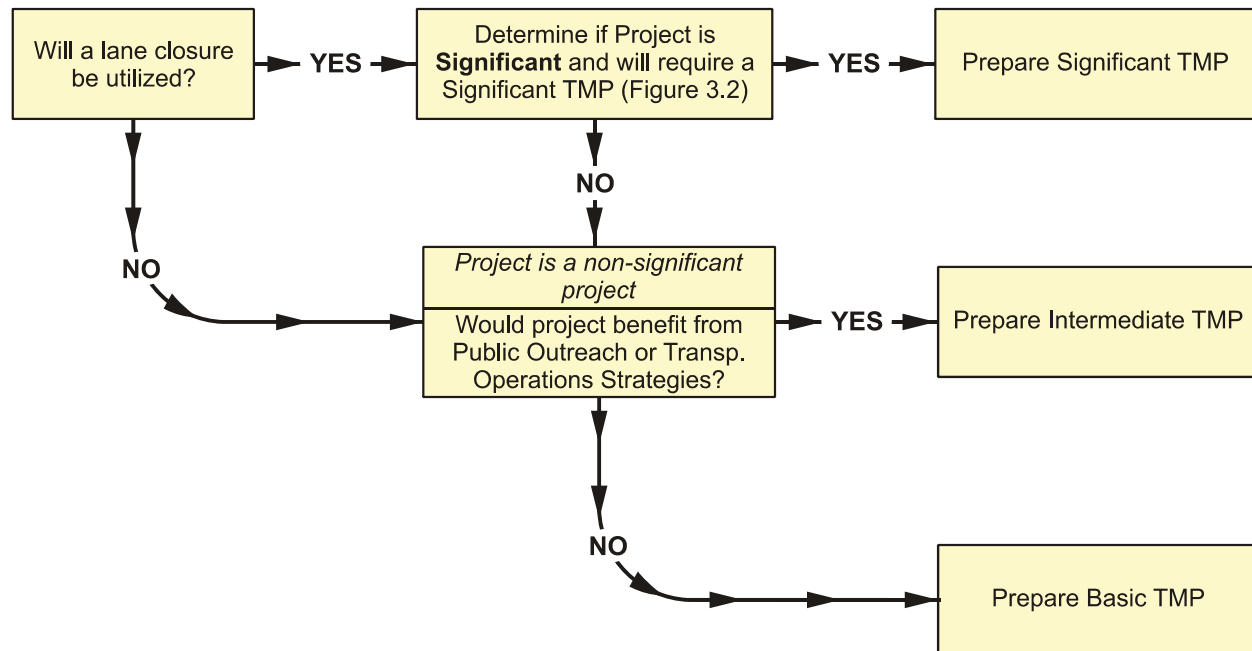 Will a lane closure
be utilized?
YES
Determine if Project is
Significant and will require a
Significant TMP (Figure 3.2)
YES
Prepare Significant TMP
NO
NO
Project is a non-significant
project
Would project benefit from
Public Outreach or Transp.
Operations Strategies?
YES
Prepare Intermediate TMP
NO
Prepare Basic TMP